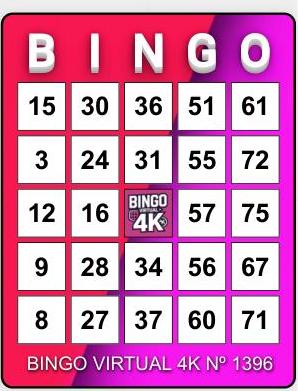 B I N G O
15 30 36 51 61
3 24 31 55 72
12 16 BINGO VIRTUAL 4K 57 75
9 28 34 56 67
8 27 37 60 71
BINGO VIRTUAL 4K Nº 1396